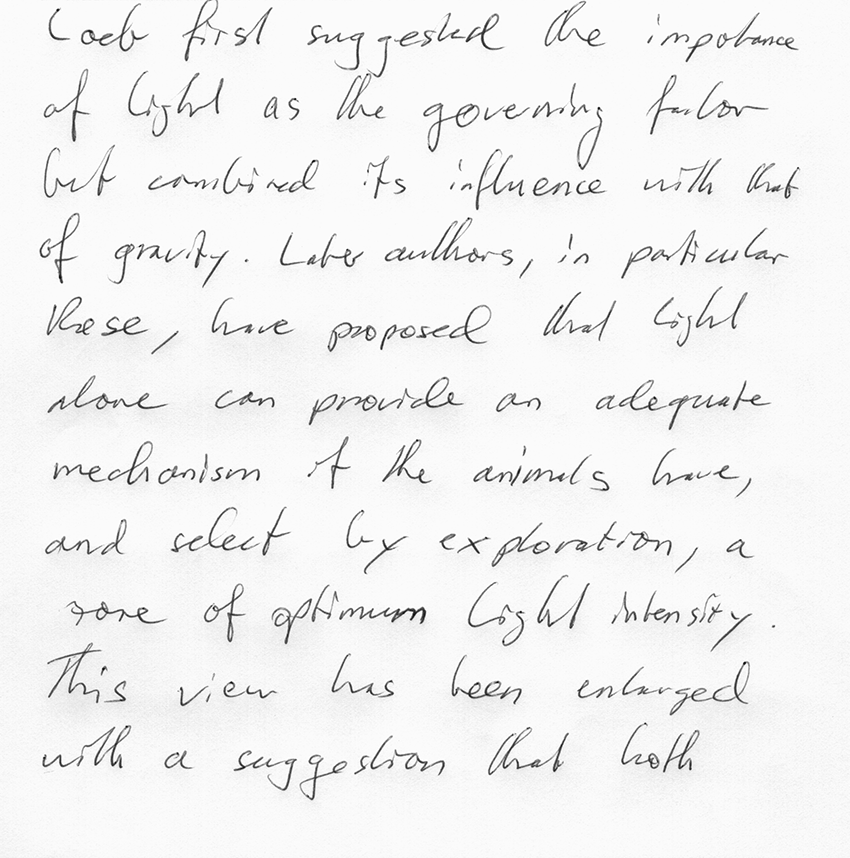 Loeb first suggested the impotance
of light as the governing factor
but combined its influence with that
of gravity. Later authors, in particular
Rose, have proposed that light
alone can provide an adequate
mechanism if the animals have,
and select by exploration, a
zone of optimum light intensity.
This view has been enlarged
with a suggestion that both